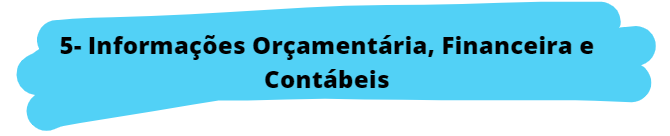 5- Informações Orçamentária, Financeira e
Contábeis